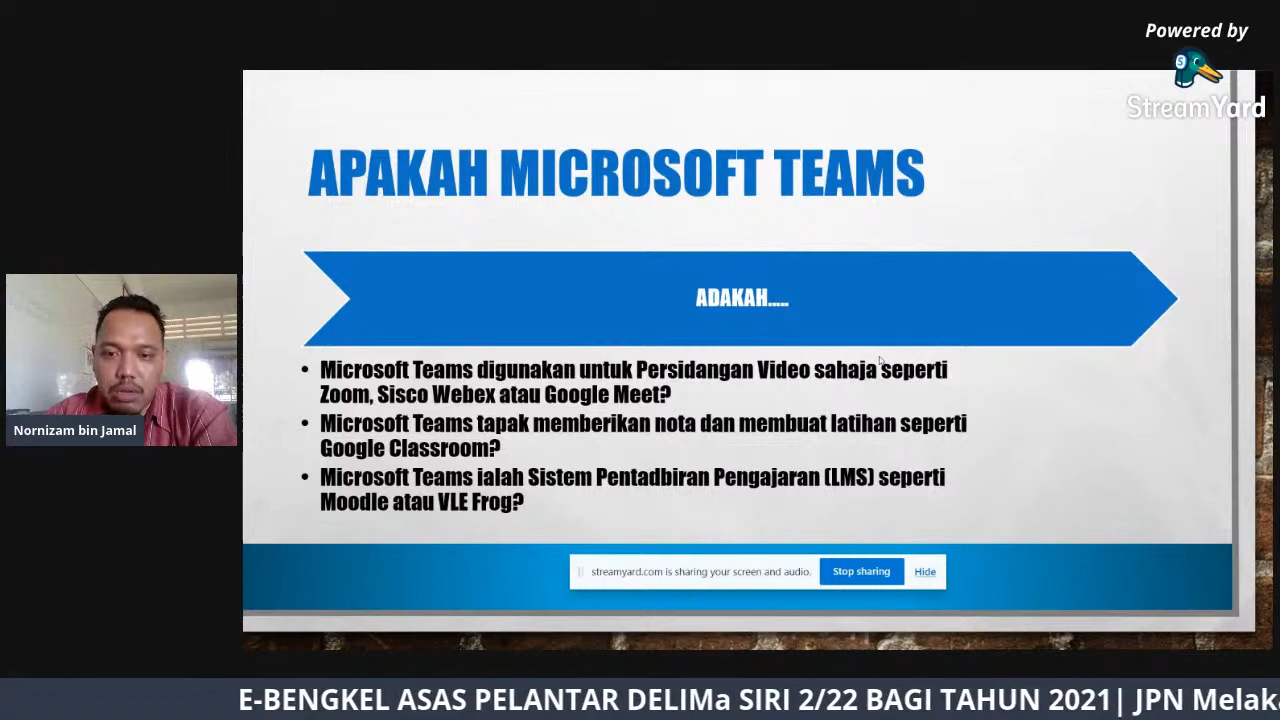 Powered by
StreamYard
APAKAH MICROSOFT TEAMS
ADAKAH.....
• Microsoft Teams digunakan untuk Persidangan Video sahaja seperti
Zoom, Sisco Webex atau Google Meet?
• Microsoft Teams tapak memberikan nota dan membuat latihan seperti
Google Classroom?
• Microsoft Teams ialah Sistem Pentadbiran Pengajaran (LMS) seperti
Moodle atau VLE Frog?
Nornizam bin Jamal
streamyard.com is sharing your screen and audio. Stop sharing Hide
E-BENGKEL ASAS PELANTAR DELIMa SIRI 2/22 BAGI TAHUN 2021| JPN Melak